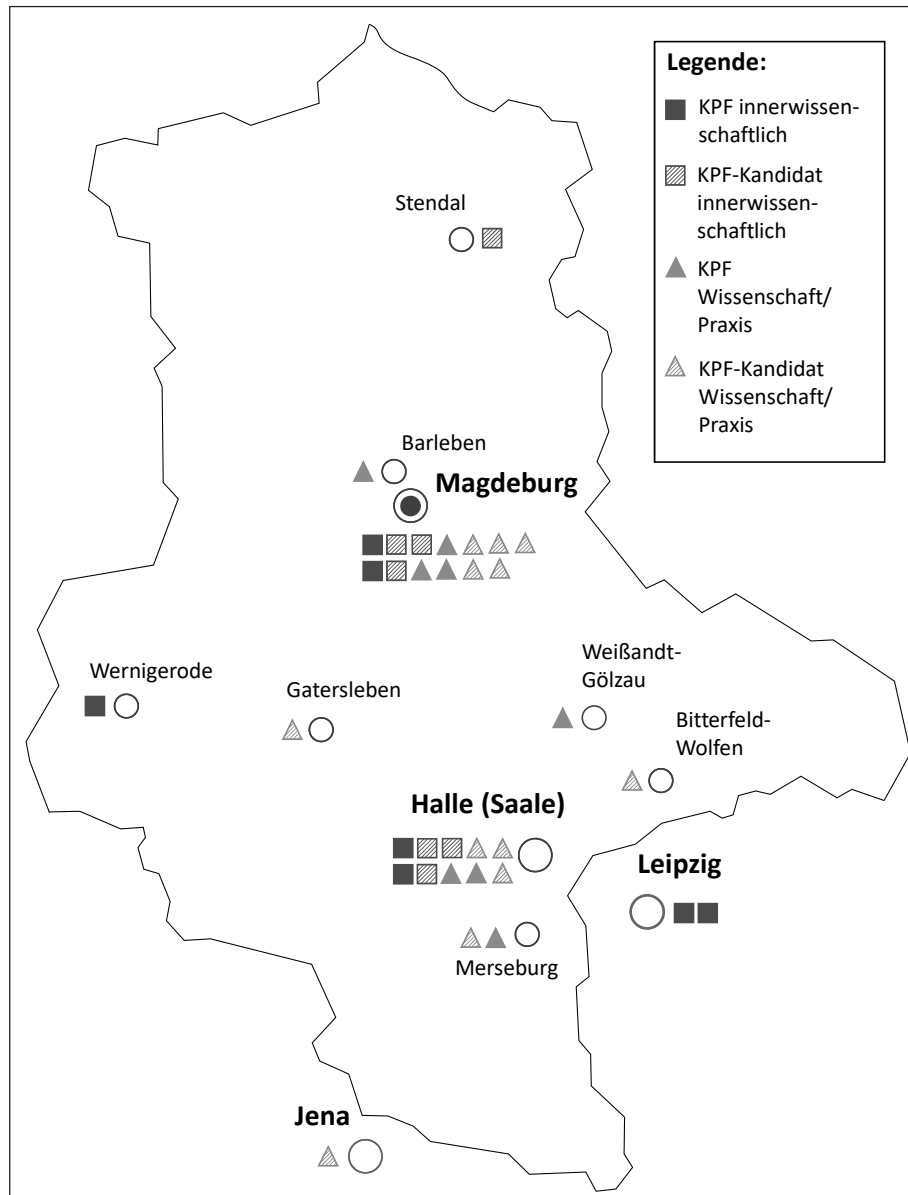 Legende:
KPF innerwissen-
schaftlich
KPF-Kandidat
innerwissen-
schaftlich
KPF
Wissenschaft/
Praxis
KPF-Kandidat
Wissenschaft/
Praxis
Stendal
Barleben
Magdeburg
Wernigerode
Gatersleben
Weißandt-
Gölzau
Bitterfeld-
Wolfen
Halle (Saale)
Leipzig
Merseburg
Jena